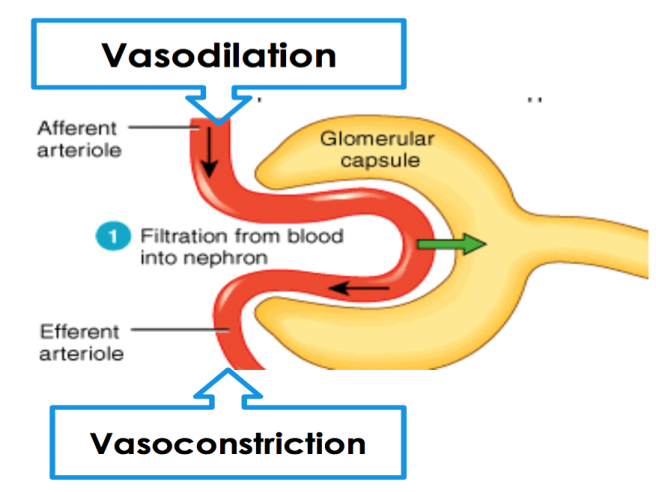 Vasodilation
Afferent
arteriole
Glomerular
capsule
1 Filtration from blood
into nephron
Efferent
arteriole
Vasoconstriction